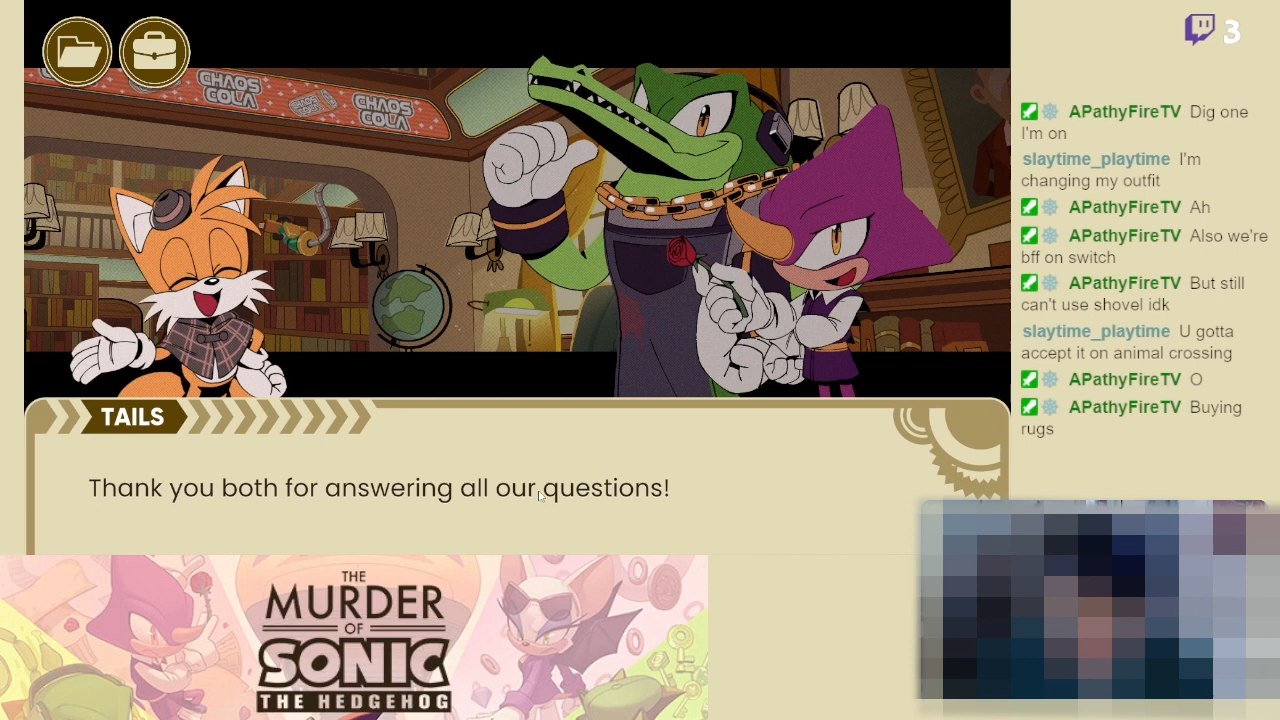 CHAOS COLA
CHAOS COLA
CHAOS COLA
TAILS
Thank you both for answering all our questions!
THE
MURDER
OF
SONIC
THE HEDGEHOG
3
APathyFireTV Dig one
I'm on
slaytime_playtime I'm
changing my outfit
APathyFireTV Ah
APathyFireTV Also we're
bff on switch
APathyFireTV But still
can't use shovel idk
slaytime_playtime U gotta
accept it on animal crossing
APathyFireTV O
APathyFireTV Buying
rugs